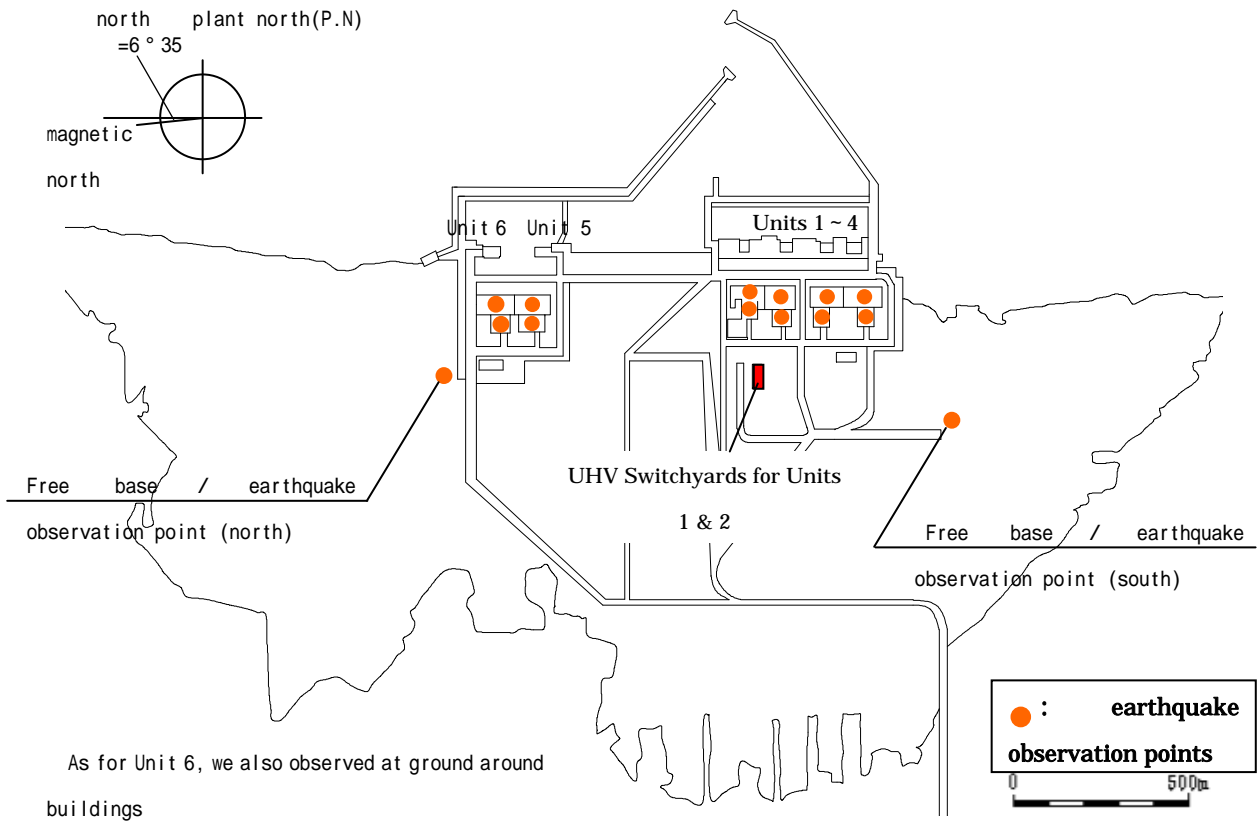 north plant north(P.N)
=6°35
magnetic
north
Unit 6 Unit 5
Units 1 ~ 4
UHV Switchyards for Units
1 & 2
Free base / earthquake
observation point (north)
Free base / earthquake
observation point (south)
: earthquake
observation points
0 500m
As for Unit 6, we also observed at ground around
buildings